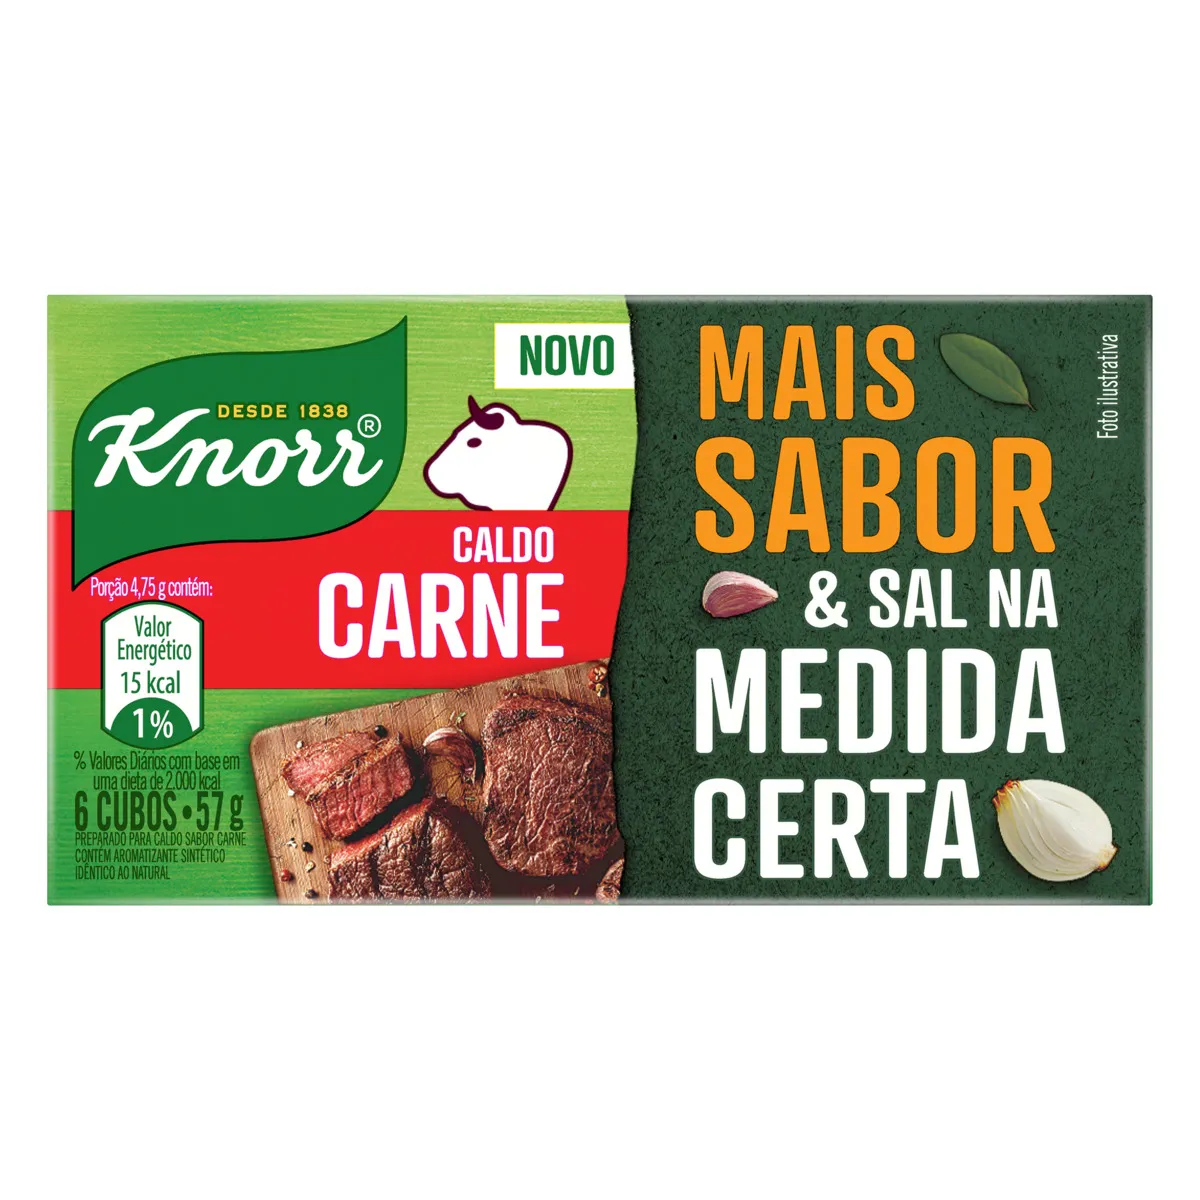 DESDE 1838
Knorr®
NOVO
CALDO
CARNE
Porção 4,75 g contém:
Valor
Energético
15 kcal
1%
% Valores Diários com base em
uma dieta de 2.000 kcal
6 CUBOS • 57 g
PREPARADO PARA CALDO SABOR CARNE
CONTÉM AROMATIZANTE SINTÉTICO
IDÊNTICO AO NATURAL
MAIS
SABOR
& SAL NA
MEDIDA
CERTA
Foto ilustrativa